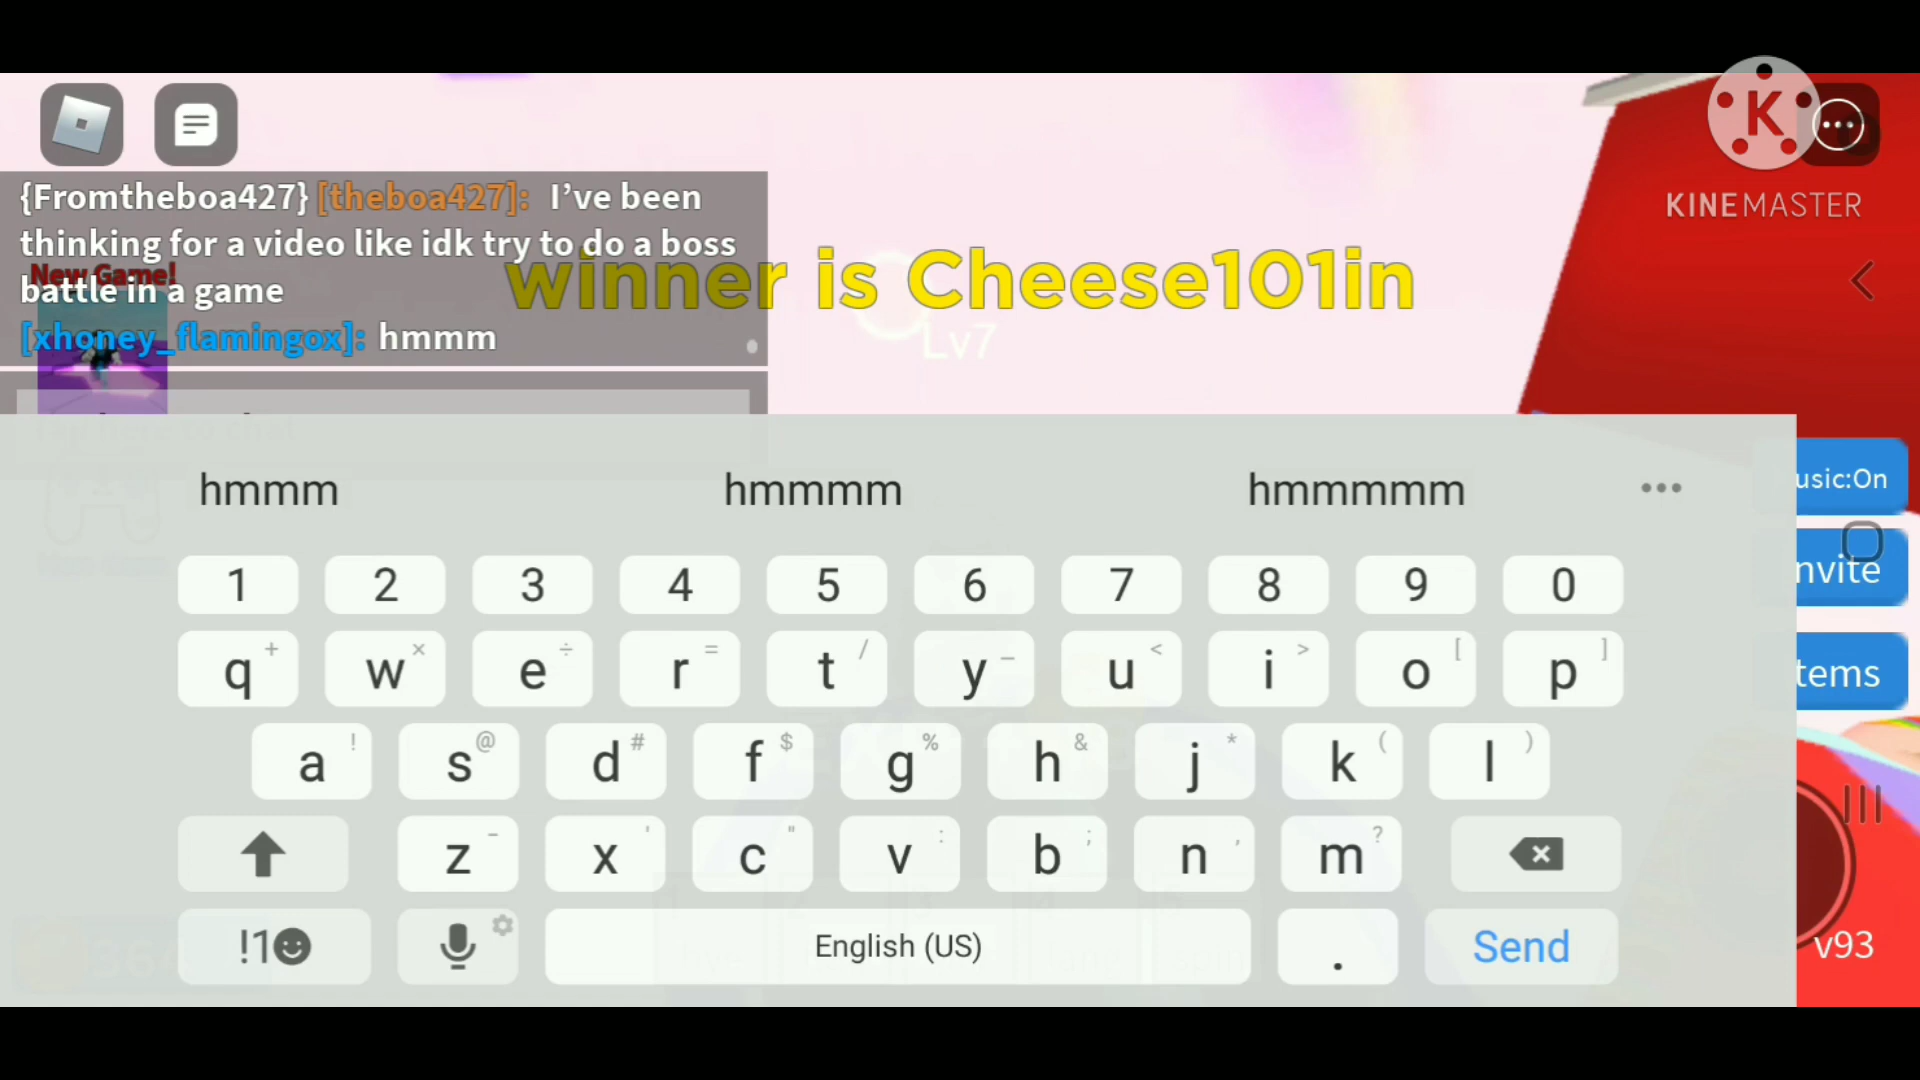 {Fromtheboa427} [theboa427]: I’ve been
thinking for a video like idk try to do a boss
battle in a game
[xhoney_flamingox]: hmmm
New Game!
winner is Cheese101in
Lv7
K
KINEMASTER
hmmm hmmmm hmmmmm •••
1 2 3 4 5 6 7 8 9 0
q + w × e ÷ r = t / y _ u < i > o [ p ]
a ! s @ d # f $ g % h & j * k ( l )
z - x ' c " v : b ; n , m ?
!1 English (US) . Send
usic:On
nvite
tems
v93